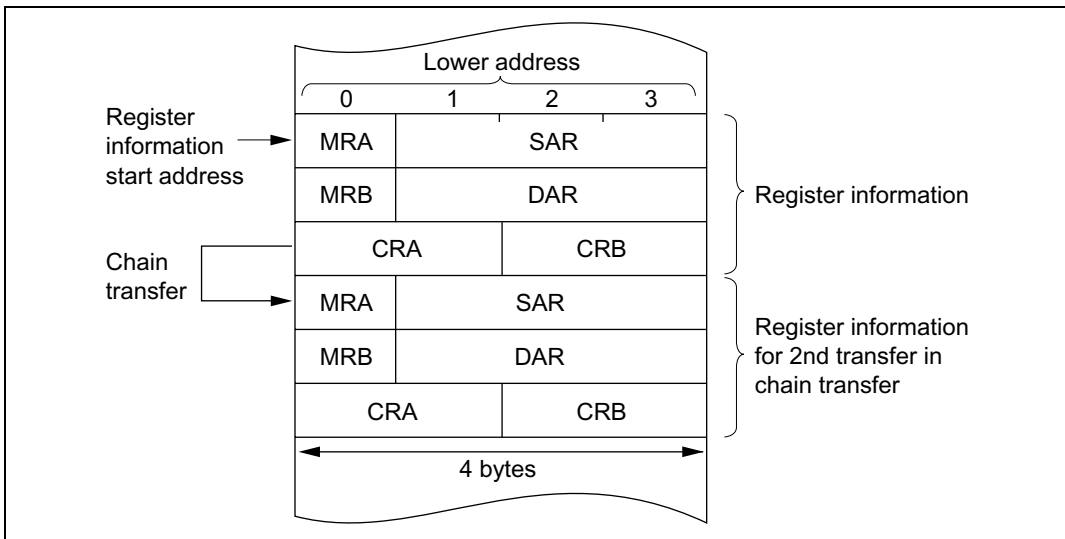 Lower address
0 1 2 3
Register
information
start address
MRA SAR
MRB DAR
Register information
CRA CRB
Chain
transfer
MRA SAR
MRB DAR
Register information
for 2nd transfer in
chain transfer
CRA CRB
4 bytes